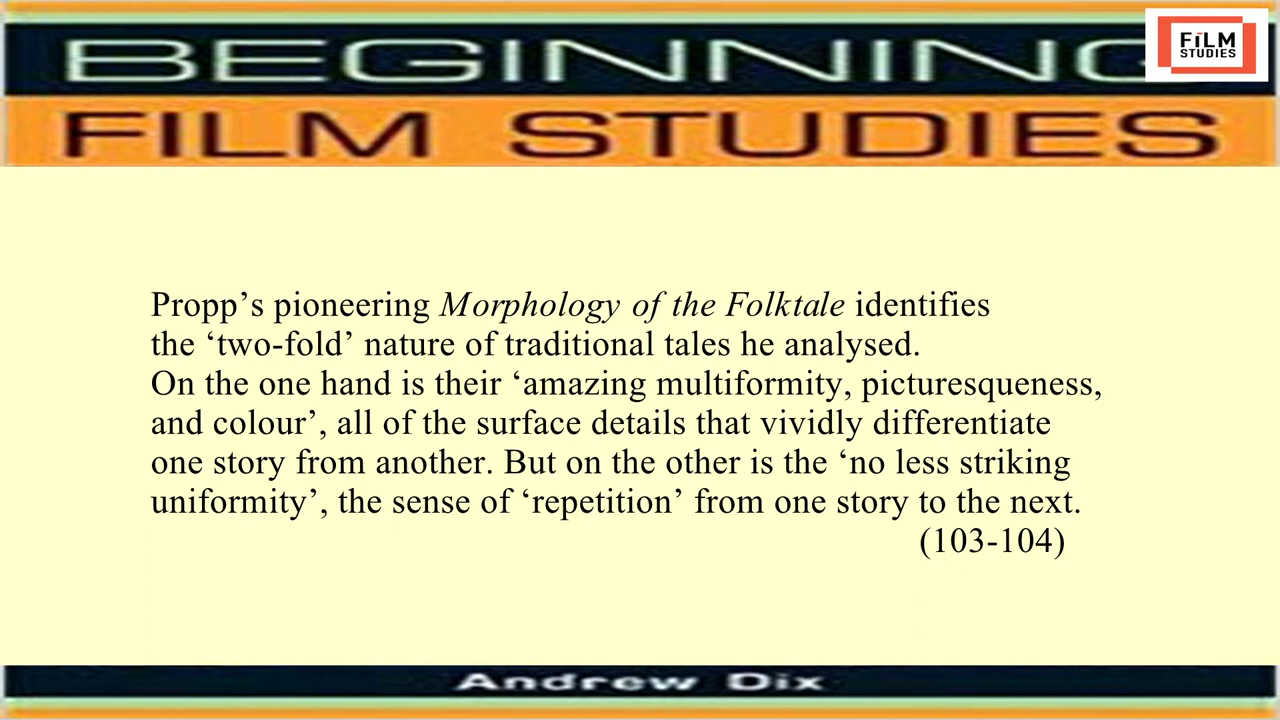 BEGINNING
FiLM
STUDIES
FILM STUDIES
Propp’s pioneering Morphology of the Folktale identifies
the ‘two-fold’ nature of traditional tales he analysed.
On the one hand is their ‘amazing multiformity, picturesqueness,
and colour’, all of the surface details that vividly differentiate
one story from another. But on the other is the ‘no less striking
uniformity’, the sense of ‘repetition’ from one story to the next.
(103-104)
Andrew Dix